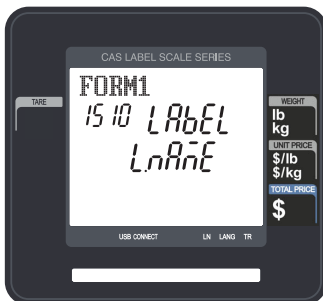 CAS LABEL SCALE SERIES
FORM1
1510 LAbEL
L.nAmE
TARE
WEIGHT
lb
kg
UNIT PRICE
$/lb
$/kg
TOTAL PRICE
$
USB CONNECT LN LANG TR